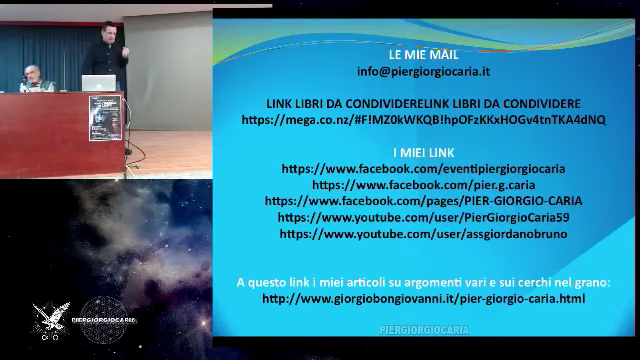 LE MIE MAIL
info@piergiorgiocaria.it
LINK LIBRI DA CONDIVIDERELINK LIBRI DA CONDIVIDERE
https://mega.co.nz/#F!MZ0kWKQB!hpOFzKKxHOGv4tnTKA4dNQ
I MIEI LINK
https://www.facebook.com/eventipiergiorgiocaria
https://www.facebook.com/pier.g.caria
https://www.facebook.com/pages/PIER-GIORGIO-CARIA
https://www.youtube.com/user/PierGiorgioCaria59
https://www.youtube.com/user/assgiordanobruno
A questo link i miei articoli su argomenti vari e sui cerchi nel grano:
http://www.giorgiobongiovanni.it/pier-giorgio-caria.html
PIERGIORGIOCARIA
PIERGIORGIOCARIA